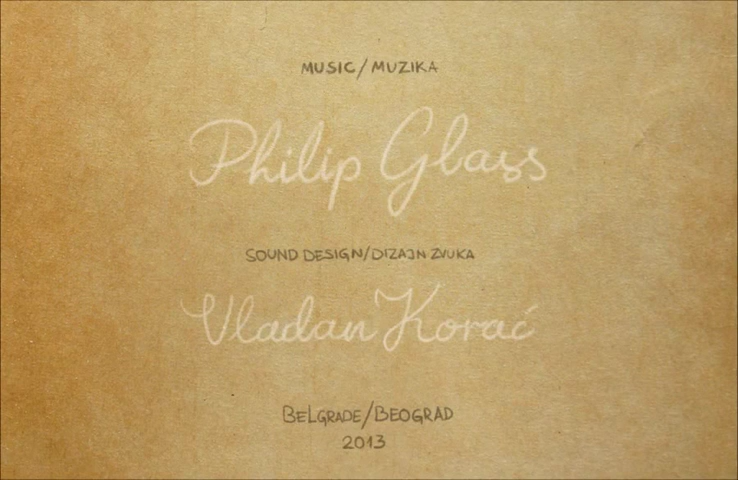 MUSIC/MUZIKA
Philip Glass
SOUND DESIGN/DIZAJN ZVUKA
Vladan Korać
BELGRADE/BEOGRAD
2013